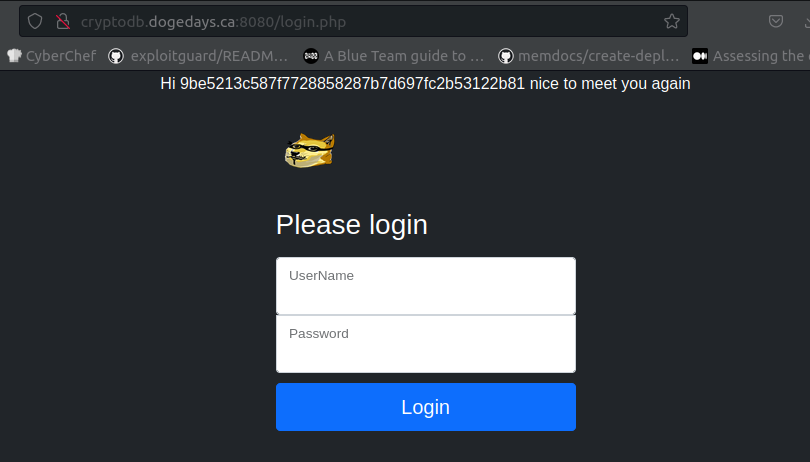 cryptodb.dogedays.ca:8080/login.php
CyberChef exploitguard/READM… A Blue Team guide to … memdocs/create-depl… Assessing the
Hi 9be5213c587f7728858287b7d697fc2b53122b81 nice to meet you again
Please login
UserName
Password
Login